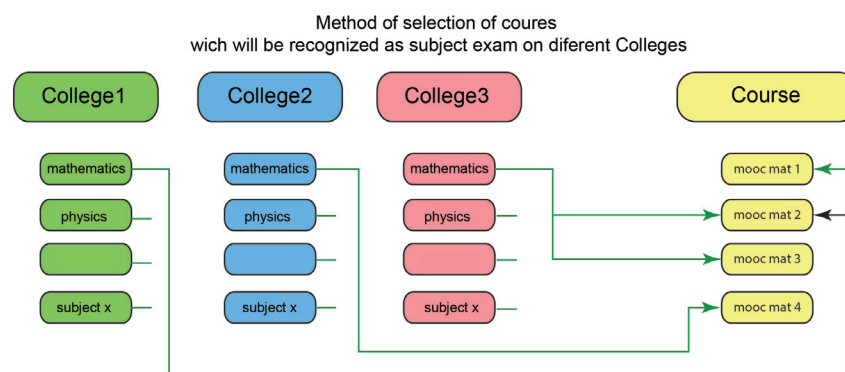 Method of selection of coures
wich will be recognized as subject exam on diferent Colleges
College1 College2 College3 Course
mathematics mathematics mathematics mooc mat 1
physics physics physics mooc mat 2
mooc mat 3
subject x subject x subject x mooc mat 4